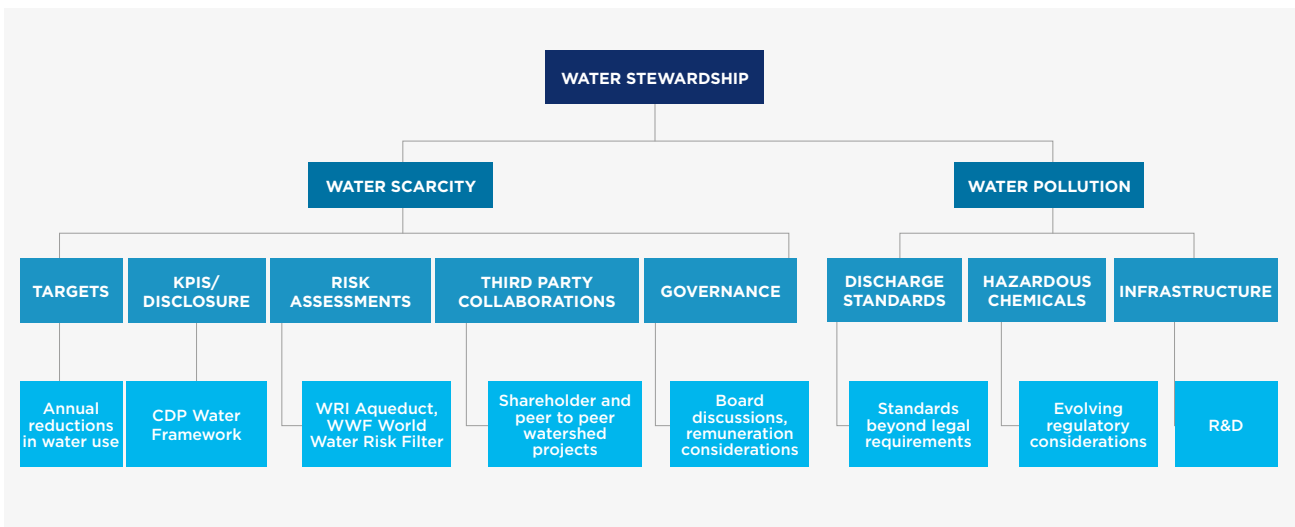 WATER STEWARDSHIP
WATER SCARCITY
WATER POLLUTION
TARGETS
KPIS/
DISCLOSURE
RISK
ASSESSMENTS
THIRD PARTY
COLLABORATIONS
GOVERNANCE
DISCHARGE
STANDARDS
HAZARDOUS
CHEMICALS
INFRASTRUCTURE
Annual
reductions
in water use
CDP Water
Framework
WRI Aqueduct,
WWF World
Water Risk Filter
Shareholder and
peer to peer
watershed
projects
Board
discussions,
remuneration
considerations
Standards
beyond legal
requirements
Evolving
regulatory
considerations
R&D